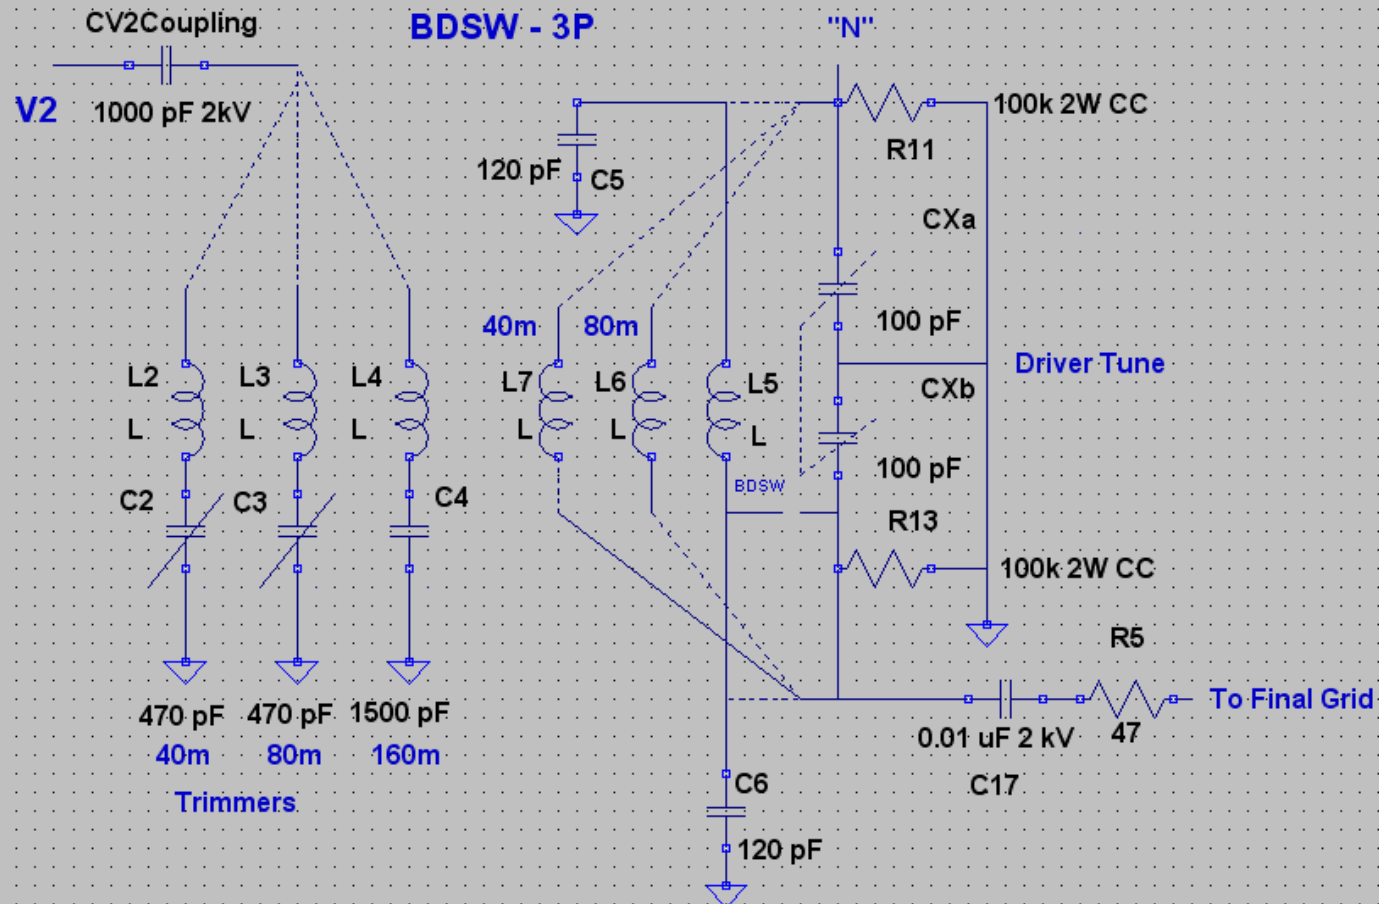 CV2Coupling
BDSW - 3P
"N"
V2
1000 pF 2kV
100k 2W CC
R11
120 pF
C5
CXa
40m
80m
100 pF
Driver Tune
L2
L3
L4
L7
L6
L5
CXb
L
L
L
L
L
L
100 pF
BDSW
C2
C3
C4
R13
100k 2W CC
R5
To Final Grid
470 pF
470 pF
1500 pF
47
0.01 uF 2 kV
40m
80m
160m
C6
C17
Trimmers
120 pF